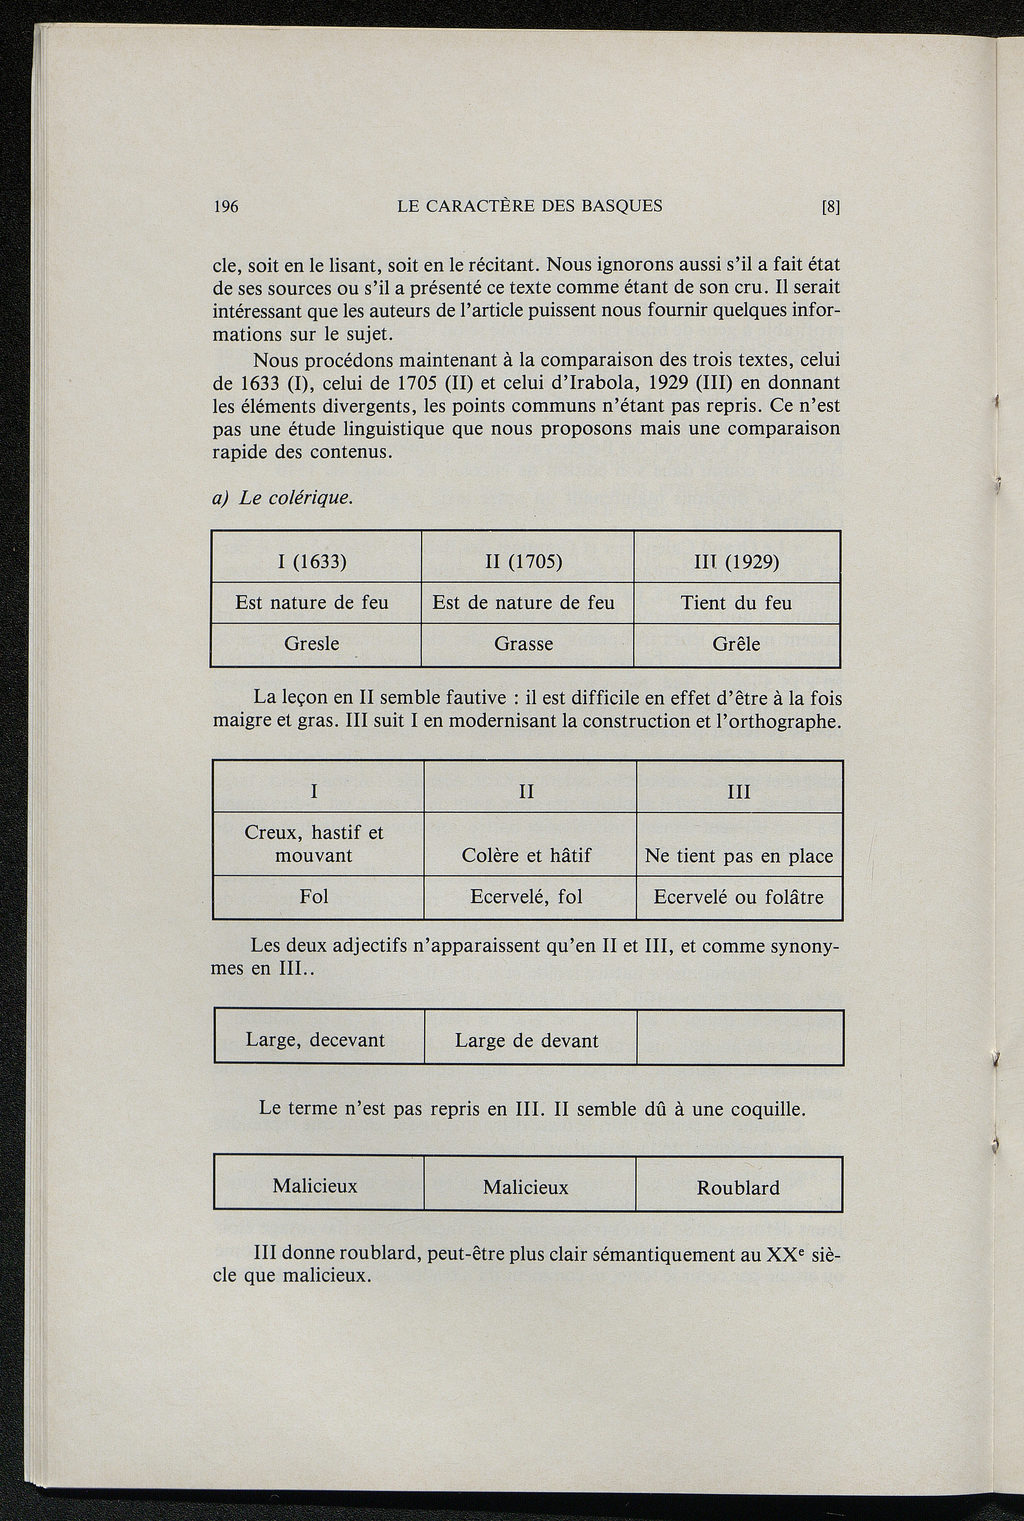 196 LE CARACTÈRE DES BASQUES [8]
cle, soit en le lisant, soit en le récitant. Nous ignorons aussi s'il a fait état
de ses sources ou s'il a présenté ce texte comme étant de son cru. Il serait
intéressant que les auteurs de l'article puissent nous fournir quelques infor-
mations sur le sujet.
Nous procédons maintenant à la comparaison des trois textes, celui
de 1633 (I), celui de 1705 (II) et celui d'Irabola, 1929 (III) en donnant
les éléments divergents, les points communs n'étant pas repris. Ce n'est
pas une étude linguistique que nous proposons mais une comparaison
rapide des contenus.
a) Le colérique.
I (1633) II (1705) III (1929)
Est nature de feu Est de nature de feu Tient du feu
Gresle Grasse Grêle
La leçon en II semble fautive : il est difficile en effet d'être à la fois
maigre et gras. III suit I en modernisant la construction et l'orthographe.
I II III
Creux, hastif et
mouvant Colère et hâtif Ne tient pas en place
Fol Ecervelé, fol Ecervelé ou folâtre
Les deux adjectifs n'apparaissent qu'en II et III, et comme synony-
mes en III..
Large, decevant Large de devant
Le terme n'est pas repris en III. II semble dû à une coquille.
Malicieux Malicieux Roublard
III donne roublard, peut-être plus clair sémantiquement au XXe siè-
cle que malicieux.